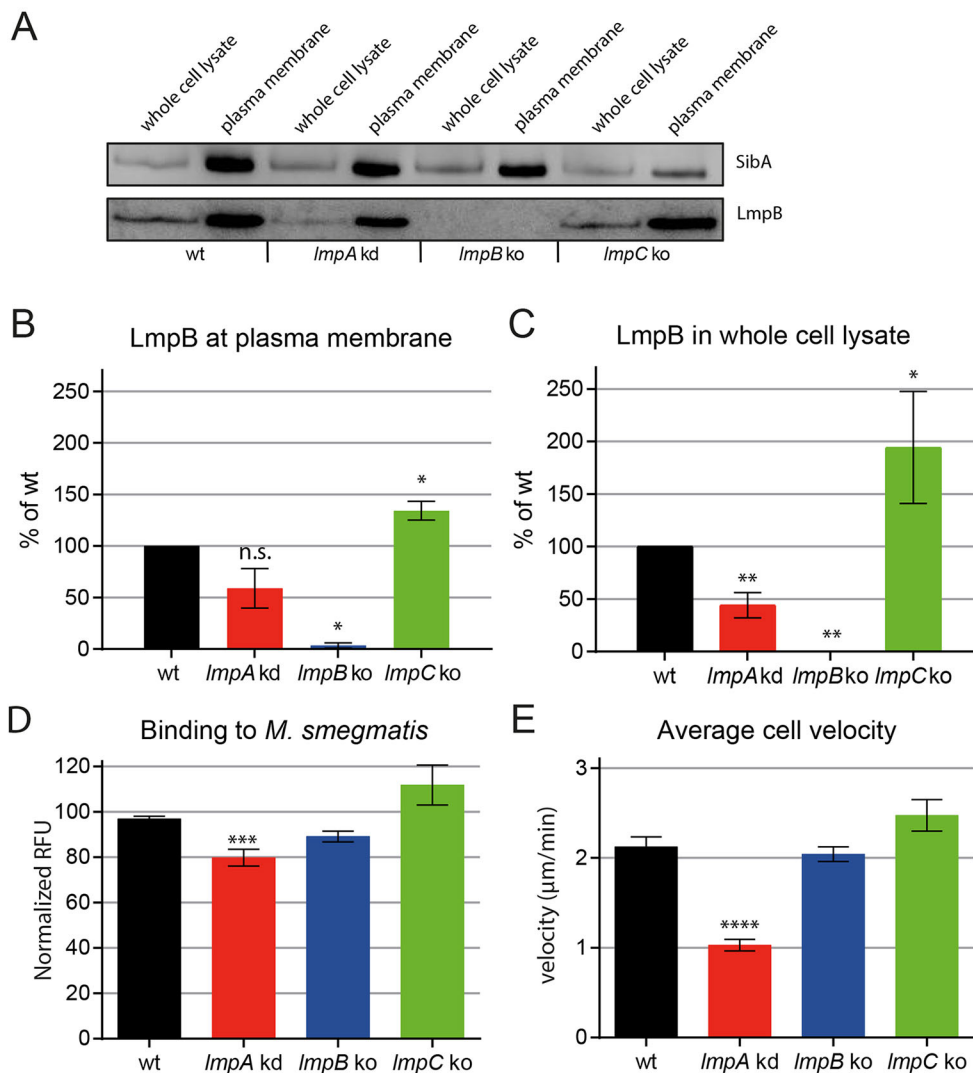 A
whole cell lysate
plasma membrane
whole cell lysate
plasma membrane
whole cell lysate
plasma membrane
whole cell lysate
plasma membrane
SibA
LmpB
wt
lmpA kd
lmpB ko
lmpC ko
B
LmpB at plasma membrane
% of wt
250
200
150
100
50
0
n.s.
*
*
wt
lmpA kd
lmpB ko
lmpC ko
C
LmpB in whole cell lysate
% of wt
250
200
150
100
50
0
**
**
*
wt
lmpA kd
lmpB ko
lmpC ko
D
Binding to M. smegmatis
Normalized RFU
120
100
80
60
40
20
0
***
wt
lmpA kd
lmpB ko
lmpC ko
E
Average cell velocity
velocity (µm/min)
3
2
1
0
****
wt
lmpA kd
lmpB ko
lmpC ko